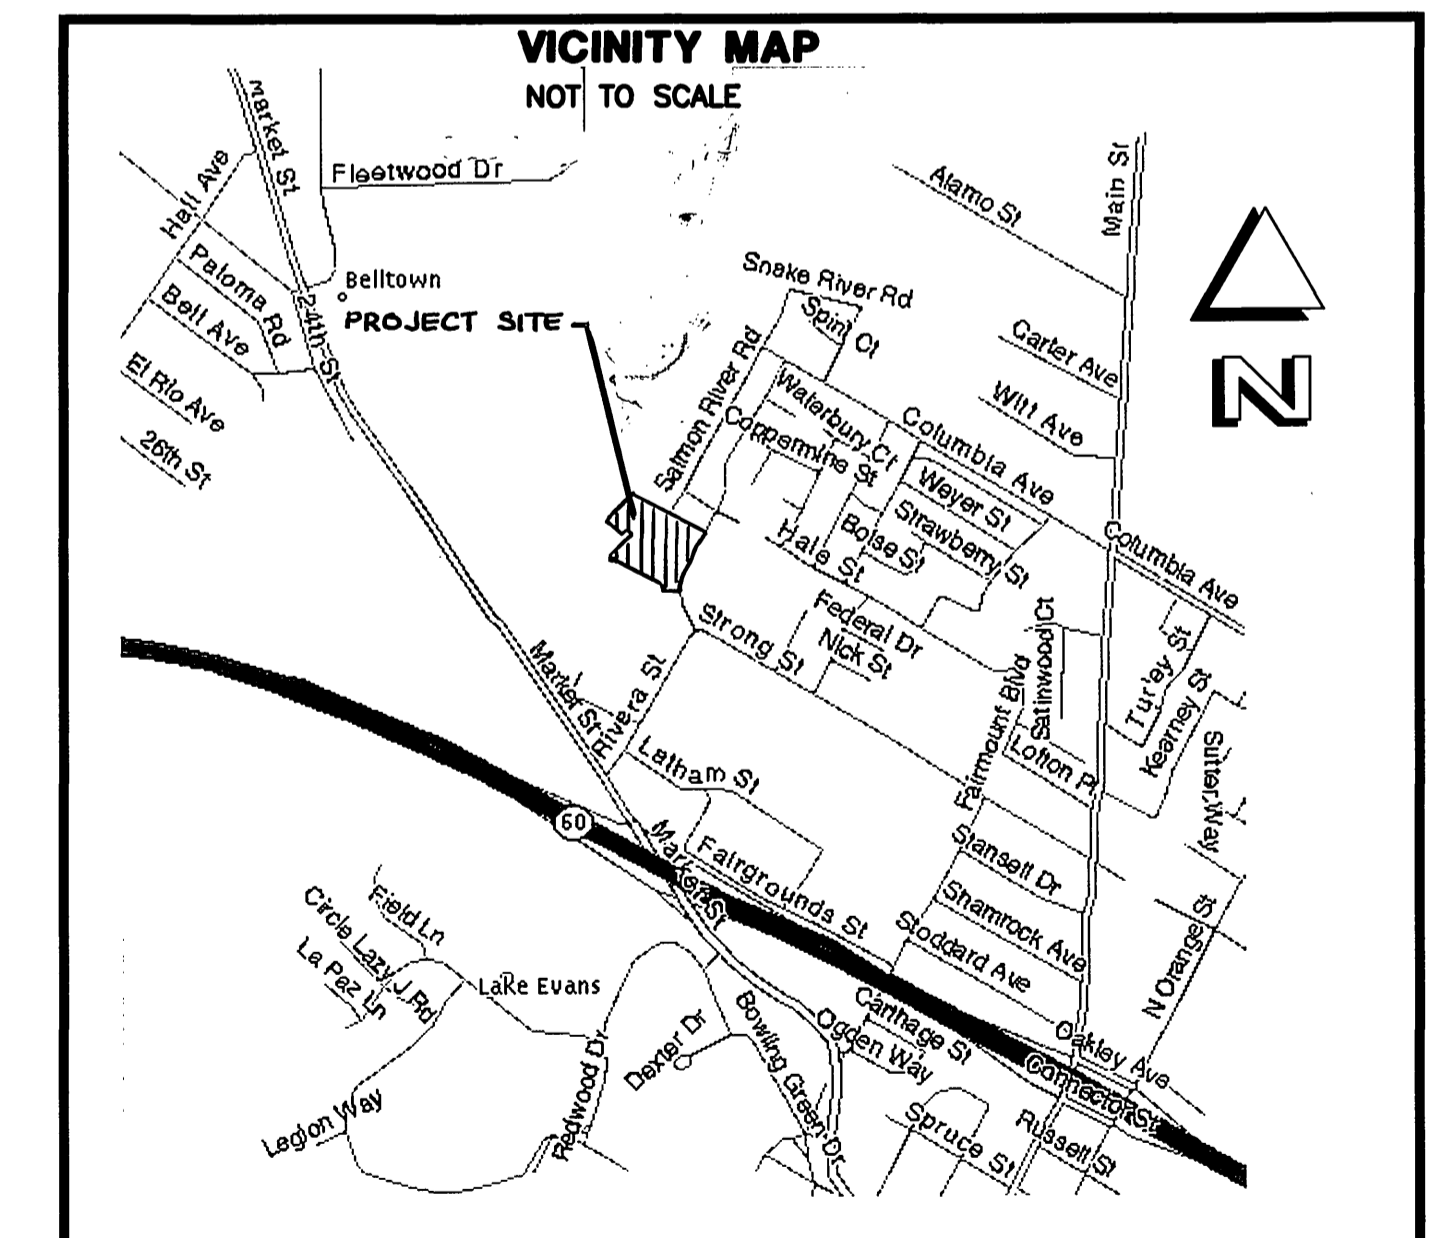 VICINITY MAP
NOT TO SCALE
Market St
Fleetwood Dr
Hall Ave
Main St
Alamo St
Paloma Rd
Belltown
Snake River Rd
Bell Ave
24th St
PROJECT SITE
Spirit Ct
Carter Ave
El Rio Ave
Salmon River Rd
Waterbury Ct
Witt Ave
N
26th St
Coppermine St
Columbia Ave
Weyer St
Strawberry St
Boise St
Hale St
Columbia Ave
Federal Dr
Nick St
Strong St
Satinwood Ct
Turley St
Market St
Rivera St
Fairmount Blvd
Kearney St
Lofton Pl
Sutter Way
Latham St
60
Market St
Fairgrounds St
Stansell Dr
Shamrock Ave
Stoddard Ave
N Orange St
Field Ln
Circle Lazy J Rd
La Paz Ln
Lake Evans
Carthage St
Ogden Way
Oakley Ave
Dexter Dr
Bowling Green Dr
Redwood Dr
Connector St
Legion Way
Spruce St
Russell St